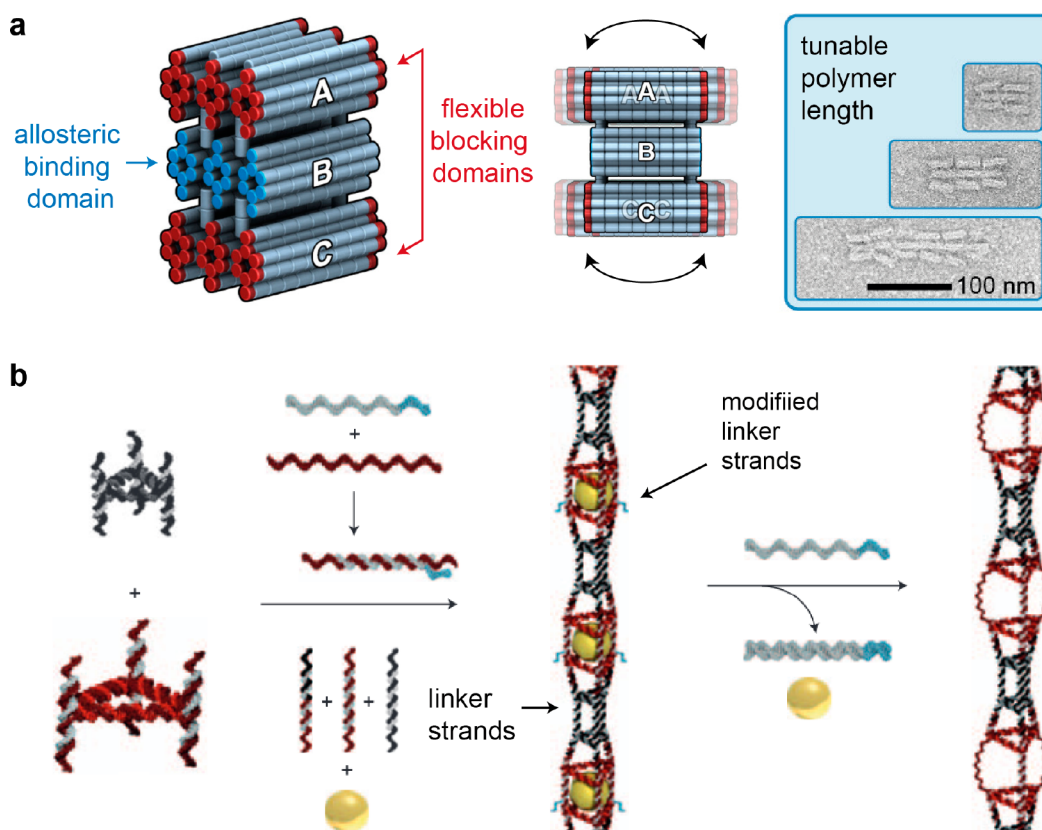 a
allosteric
binding
domain
A
B
C
flexible
blocking
domains
A A A
B
C C C
tunable
polymer
length
100 nm
b
+
+
+
+
+
linker
strands
modifiied
linker
strands